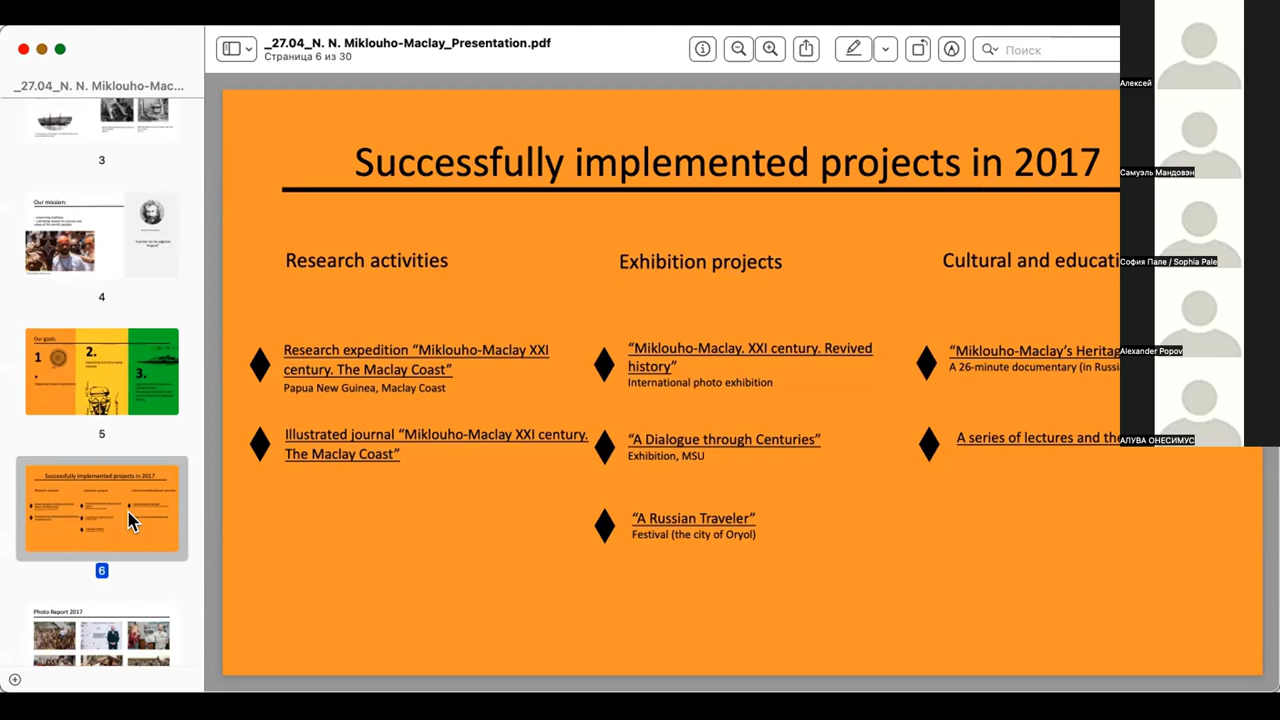 _27.04_N. N. Miklouho-Maclay_Presentation.pdf
Страница 6 из 30
Поиск
_27.04_N. N. Miklouho-Mac...
3
Our mission:
4
Our goals
1
2.
3.
5
Successfully implemented projects in 2017
6
Photo Report 2017
Successfully implemented projects in 2017
Research activities
Research expedition “Miklouho-Maclay XXI
century. The Maclay Coast”
Papua New Guinea, Maclay Coast
Illustrated journal “Miklouho-Maclay XXI century.
The Maclay Coast”
Exhibition projects
“Miklouho-Maclay. XXI century. Revived
history”
International photo exhibition
“A Dialogue through Centuries”
Exhibition, MSU
“A Russian Traveler”
Festival (the city of Oryol)
Cultural and educati
“Miklouho-Maclay’s Heritag
A 26-minute documentary (in Russi
A series of lectures and the
Алексей
Самуэль Мандовэн
София Пале / Sophia Pale
Alexander Popov
АЛУВА ОНЕСИМУС